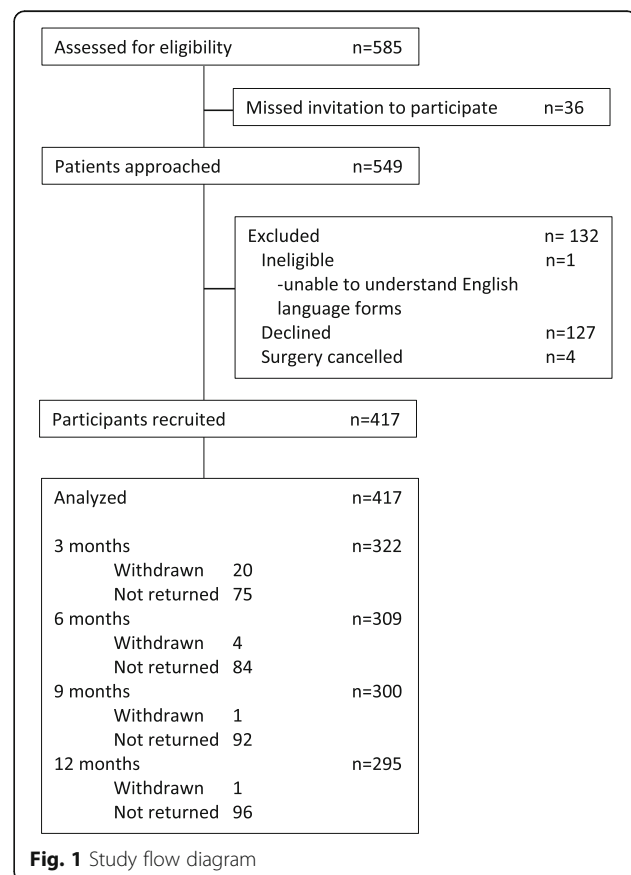 Assessed for eligibility n=585
Missed invitation to participate n=36
Patients approached n=549
Excluded n= 132
Ineligible n=1
-unable to understand English
language forms
Declined n=127
Surgery cancelled n=4
Participants recruited n=417
Analyzed n=417
3 months n=322
Withdrawn 20
Not returned 75
6 months n=309
Withdrawn 4
Not returned 84
9 months n=300
Withdrawn 1
Not returned 92
12 months n=295
Withdrawn 1
Not returned 96
Fig. 1 Study flow diagram